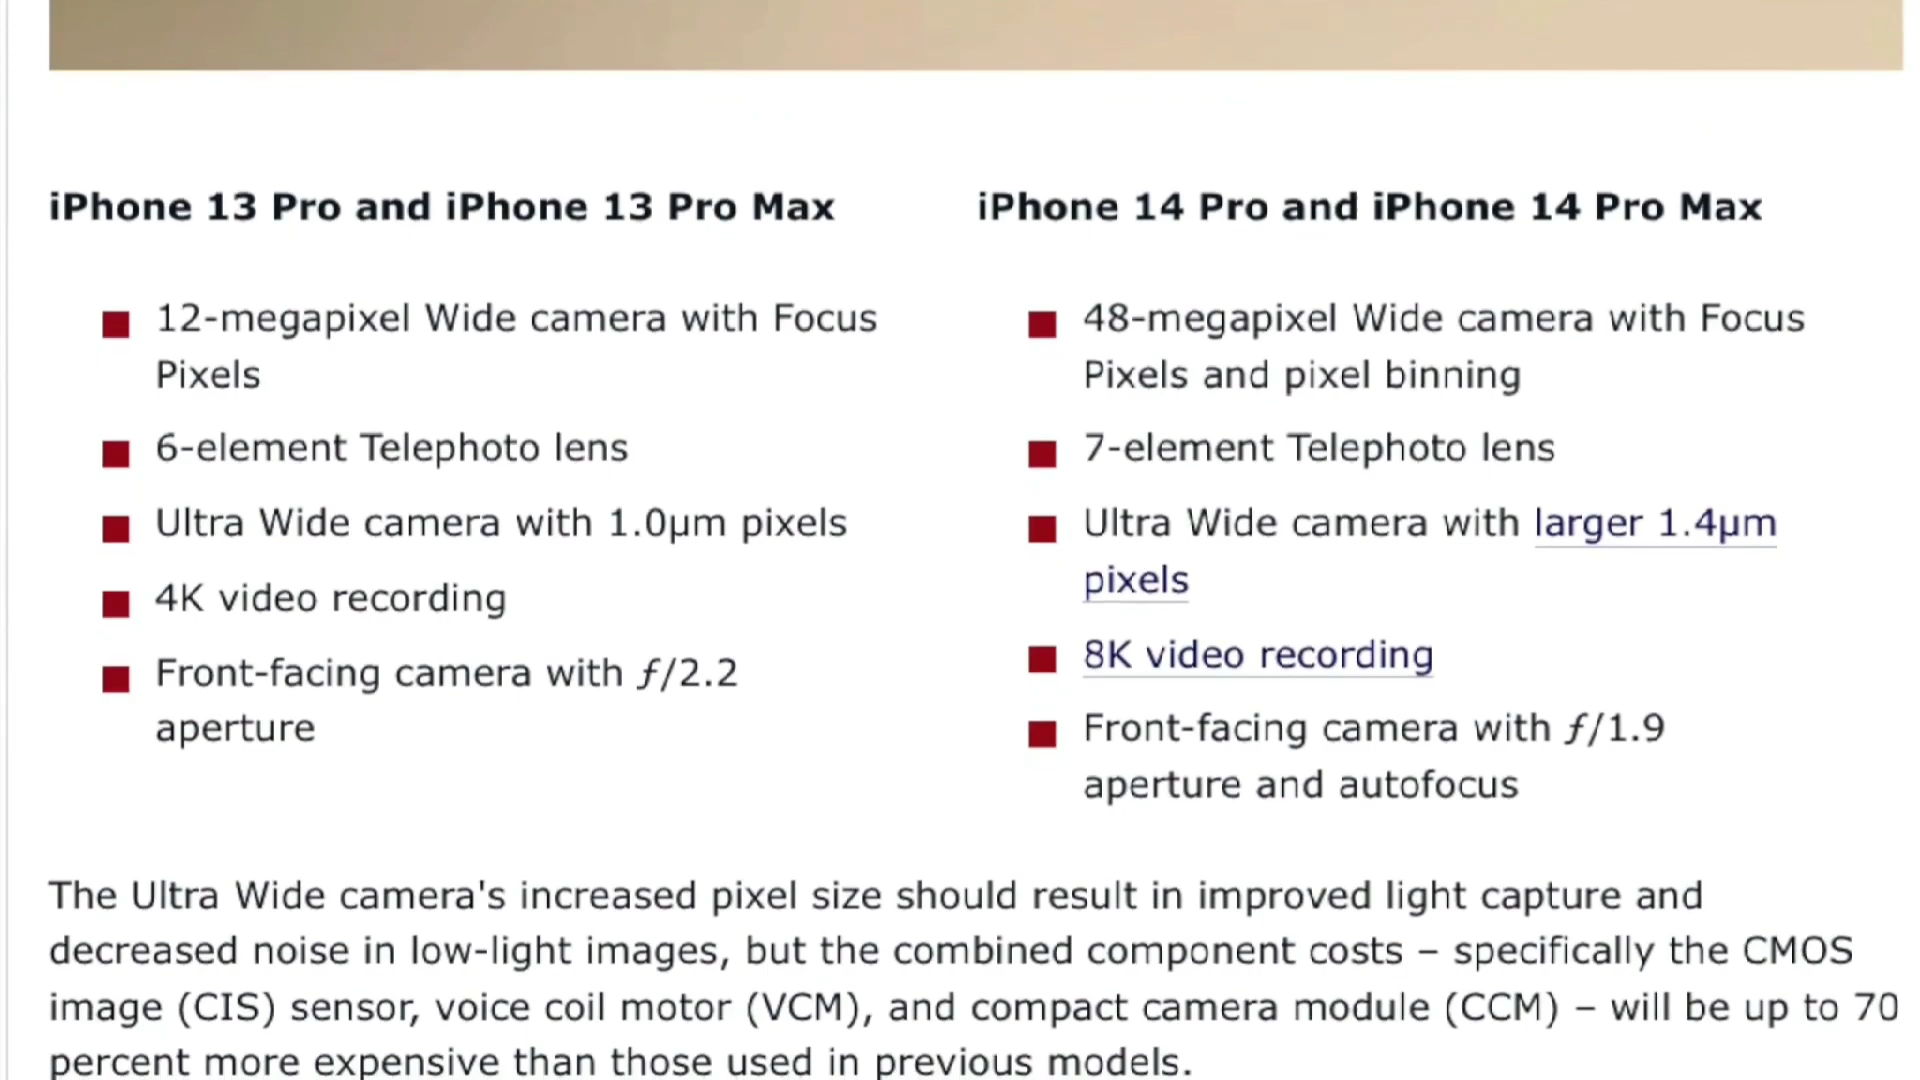 iPhone 13 Pro and iPhone 13 Pro Max
12-megapixel Wide camera with Focus
Pixels
6-element Telephoto lens
Ultra Wide camera with 1.0µm pixels
4K video recording
Front-facing camera with ƒ/2.2
aperture
iPhone 14 Pro and iPhone 14 Pro Max
48-megapixel Wide camera with Focus
Pixels and pixel binning
7-element Telephoto lens
Ultra Wide camera with larger 1.4µm
pixels
8K video recording
Front-facing camera with ƒ/1.9
aperture and autofocus
The Ultra Wide camera's increased pixel size should result in improved light capture and
decreased noise in low-light images, but the combined component costs – specifically the CMOS
image (CIS) sensor, voice coil motor (VCM), and compact camera module (CCM) – will be up to 70
percent more expensive than those used in previous models.